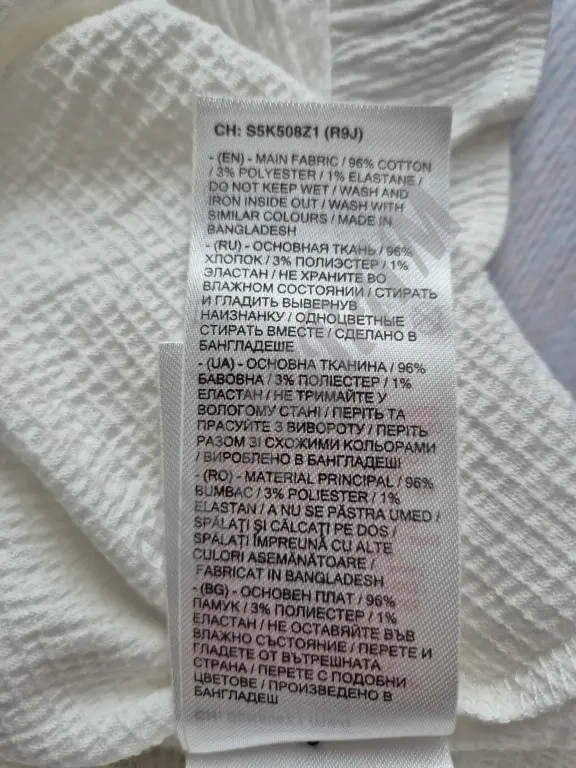 CH: S5K508Z1 (R9J)
- (EN) - MAIN FABRIC / 96% COTTON
/ 3% POLYESTER / 1% ELASTANE /
DO NOT KEEP WET / WASH AND
IRON INSIDE OUT / WASH WITH
SIMILAR COLOURS / MADE IN
BANGLADESH
- (RU) - ОСНОВНАЯ ТКАНЬ / 96%
ХЛОПОК / 3% ПОЛИЭСТЕР / 1%
ЭЛАСТАН / НЕ ХРАНИТЕ ВО
ВЛАЖНОМ СОСТОЯНИИ / СТИРАТЬ
И ГЛАДИТЬ ВЫВЕРНУВ
НАИЗНАНКУ / ОДНОЦВЕТНЫЕ
СТИРАТЬ ВМЕСТЕ / СДЕЛАНО В
БАНГЛАДЕШЕ
- (UA) - ОСНОВНА ТКАНИНА / 96%
БАВОВНА / 3% ПОЛІЕСТЕР / 1%
ЕЛАСТАН / НЕ ТРИМАЙТЕ У
ВОЛОГОМУ СТАНІ / ПЕРІТЬ ТА
ПРАСУЙТЕ З ВИВОРОТУ / ПЕРІТЬ
РАЗОМ ЗІ СХОЖИМИ КОЛЬОРАМИ
/ ВИРОБЛЕНО В БАНГЛАДЕШІ
- (RO) - MATERIAL PRINCIPAL / 96%
BUMBAC / 3% POLIESTER / 1%
ELASTAN / A NU SE PĂSTRA UMED /
SPĂLAȚI ȘI CĂLCAȚI PE DOS /
SPĂLAȚI ÎMPREUNĂ CU ALTE
CULORI ASEMĂNĂTOARE /
FABRICAT IN BANGLADESH
- (BG) - ОСНОВЕН ПЛАТ / 96%
ПАМУК / 3% ПОЛИЕСТЕР / 1%
ЕЛАСТАН / НЕ ОСТАВЯЙТЕ ВЪВ
ВЛАЖНО СЪСТОЯНИЕ / ПЕРЕТЕ И
ГЛАДЕТЕ ОТ ВЪТРЕШНАТА
СТРАНА / ПЕРЕТЕ С ПОДОБНИ
ЦВЕТОВЕ / ПРОИЗВЕДЕНО В
БАНГЛАДЕШ